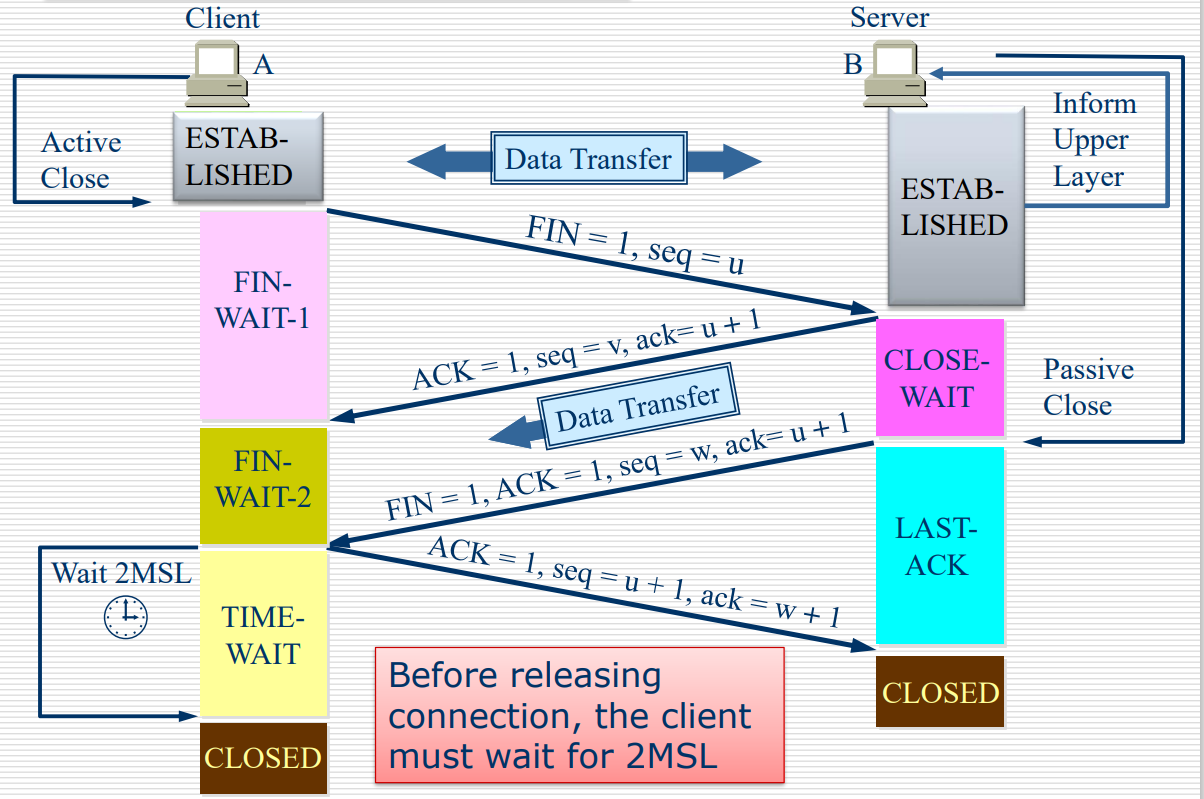 Client
Server
A
B
Active
Close
ESTAB-
LISHED
Data Transfer
Inform
Upper
Layer
ESTAB-
LISHED
FIN = 1, seq = u
FIN-
WAIT-1
ACK = 1, seq = v, ack= u + 1
CLOSE-
WAIT
Passive
Close
Data Transfer
FIN-
WAIT-2
FIN = 1, ACK = 1, seq = w, ack= u + 1
LAST-
ACK
ACK = 1, seq = u + 1, ack = w + 1
Wait 2MSL
TIME-
WAIT
Before releasing
connection, the client
must wait for 2MSL
CLOSED
CLOSED